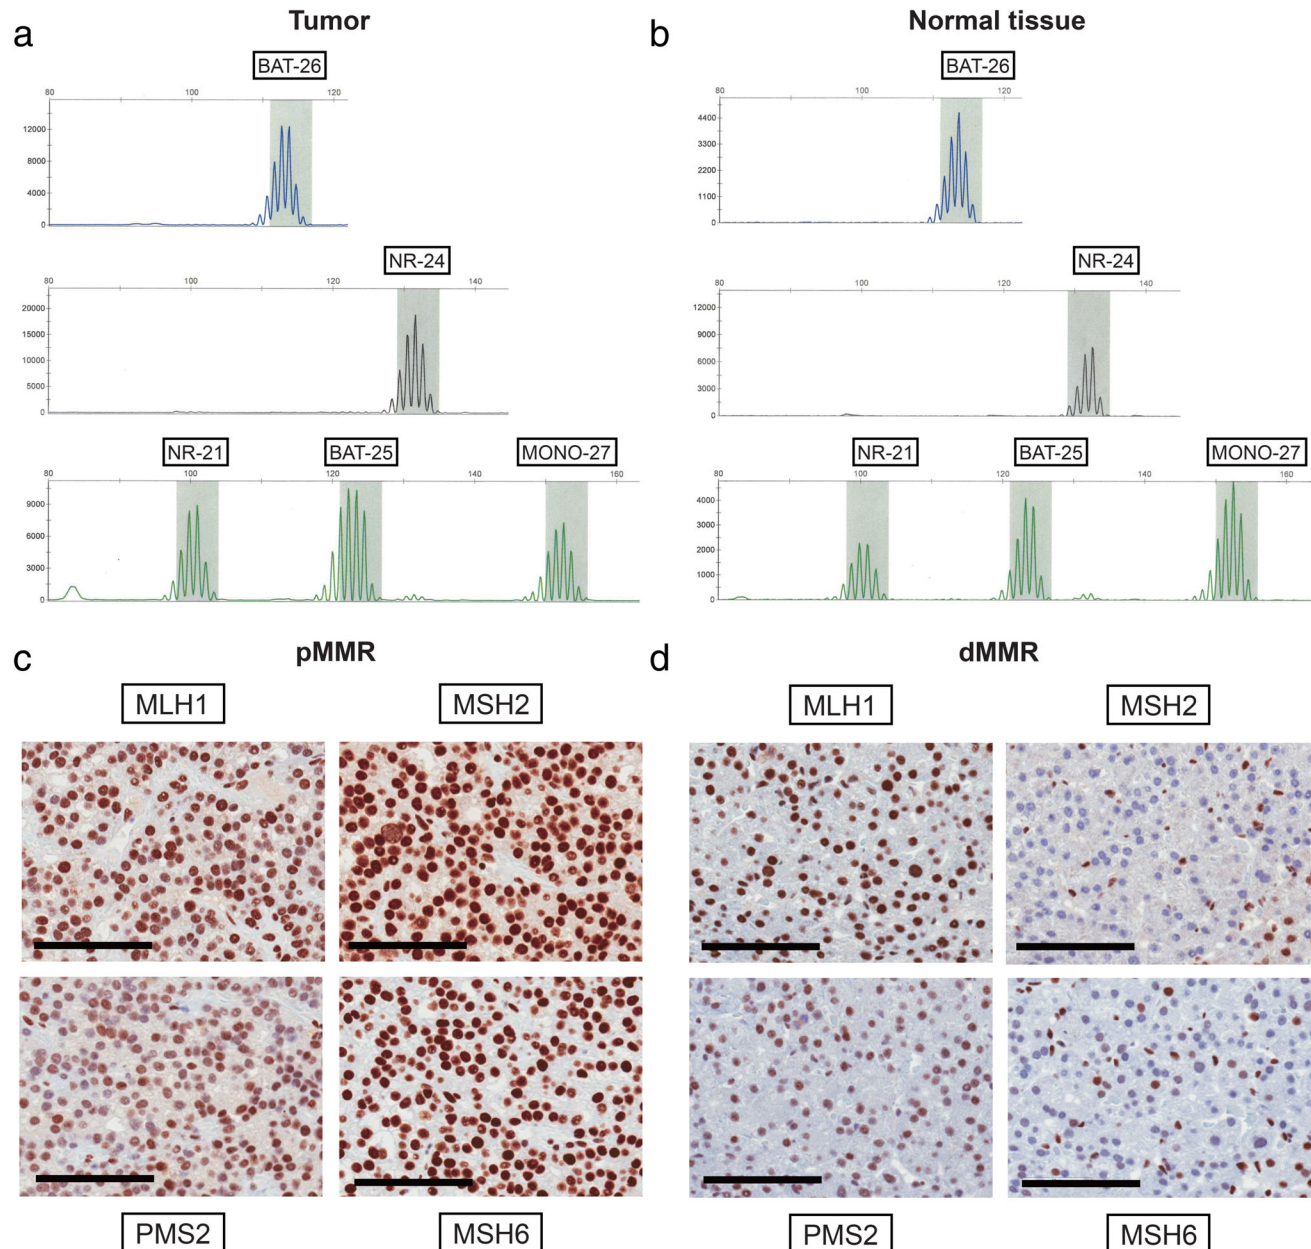 a
Tumor
b
Normal tissue
BAT-26
80 100 120
12000
8000
4000
0
BAT-26
80 100 120
4400
3300
2200
1100
0
NR-24
80 100 120 140
20000
15000
10000
5000
0
NR-24
80 100 120 140
12000
9000
6000
3000
0
NR-21 BAT-25 MONO-27
80 100 120 140 160
9000
6000
3000
0
NR-21 BAT-25 MONO-27
80 100 120 140 160
4000
3000
2000
1000
0
c
pMMR
d
dMMR
MLH1 MSH2
MLH1 MSH2
PMS2 MSH6
PMS2 MSH6